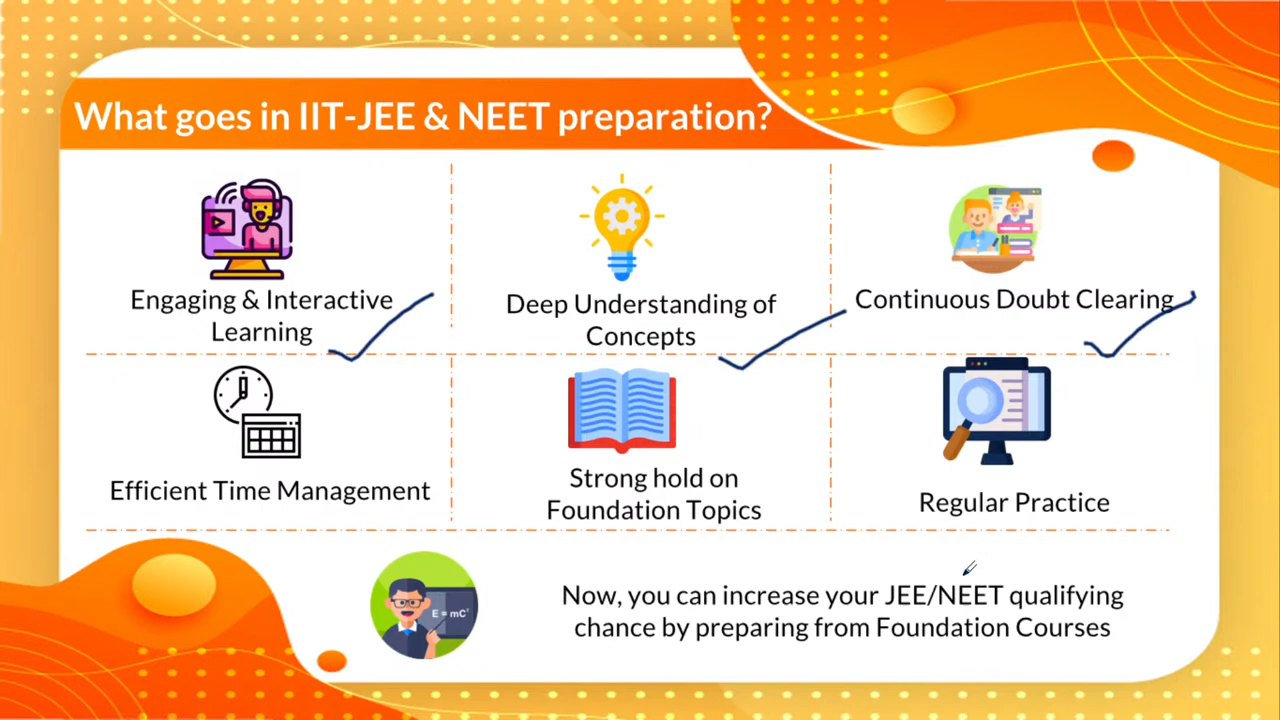 What goes in IIT-JEE & NEET preparation?
Engaging & Interactive
Learning
Deep Understanding of
Concepts
Continuous Doubt Clearing
Efficient Time Management
Strong hold on
Foundation Topics
Regular Practice
E = mC²
Now, you can increase your JEE/NEET qualifying
chance by preparing from Foundation Courses